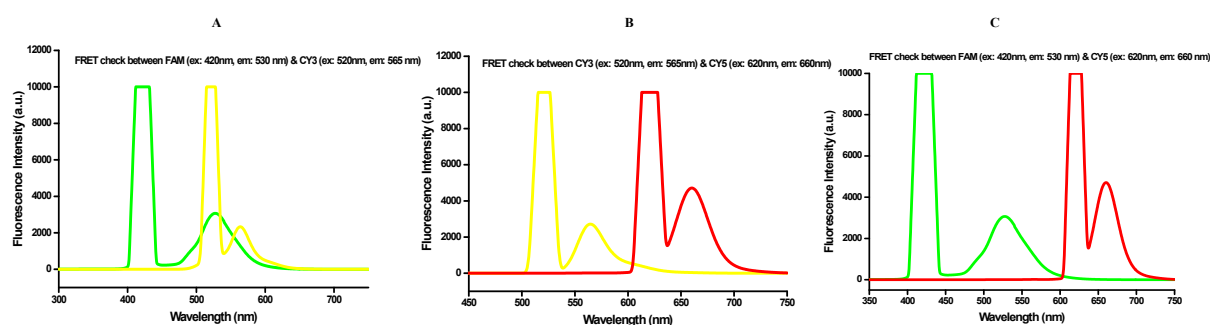 A
FRET check between FAM (ex: 420nm, em: 530 nm) & CY3 (ex: 520nm, em: 565 nm)
Fluorescence Intensity (a.u.)
12000
10000
8000
6000
4000
2000
0
300 400 500 600 700
Wavelength (nm)
B
FRET check between CY3 (ex: 520nm, em: 565nm) & CY5 (ex: 620nm, em: 660nm)
Fluorescence Intensity (a.u.)
12000
10000
8000
6000
4000
2000
0
450 500 550 600 650 700 750
Wavelength (nm)
C
FRET check between FAM (ex: 420nm, em: 530 nm) & CY5 (ex: 620nm, em: 660 nm)
Fluorescence Intensity (a.u.)
10000
8000
6000
4000
2000
0
350 400 450 500 550 600 650 700 750
Wavelength (nm)